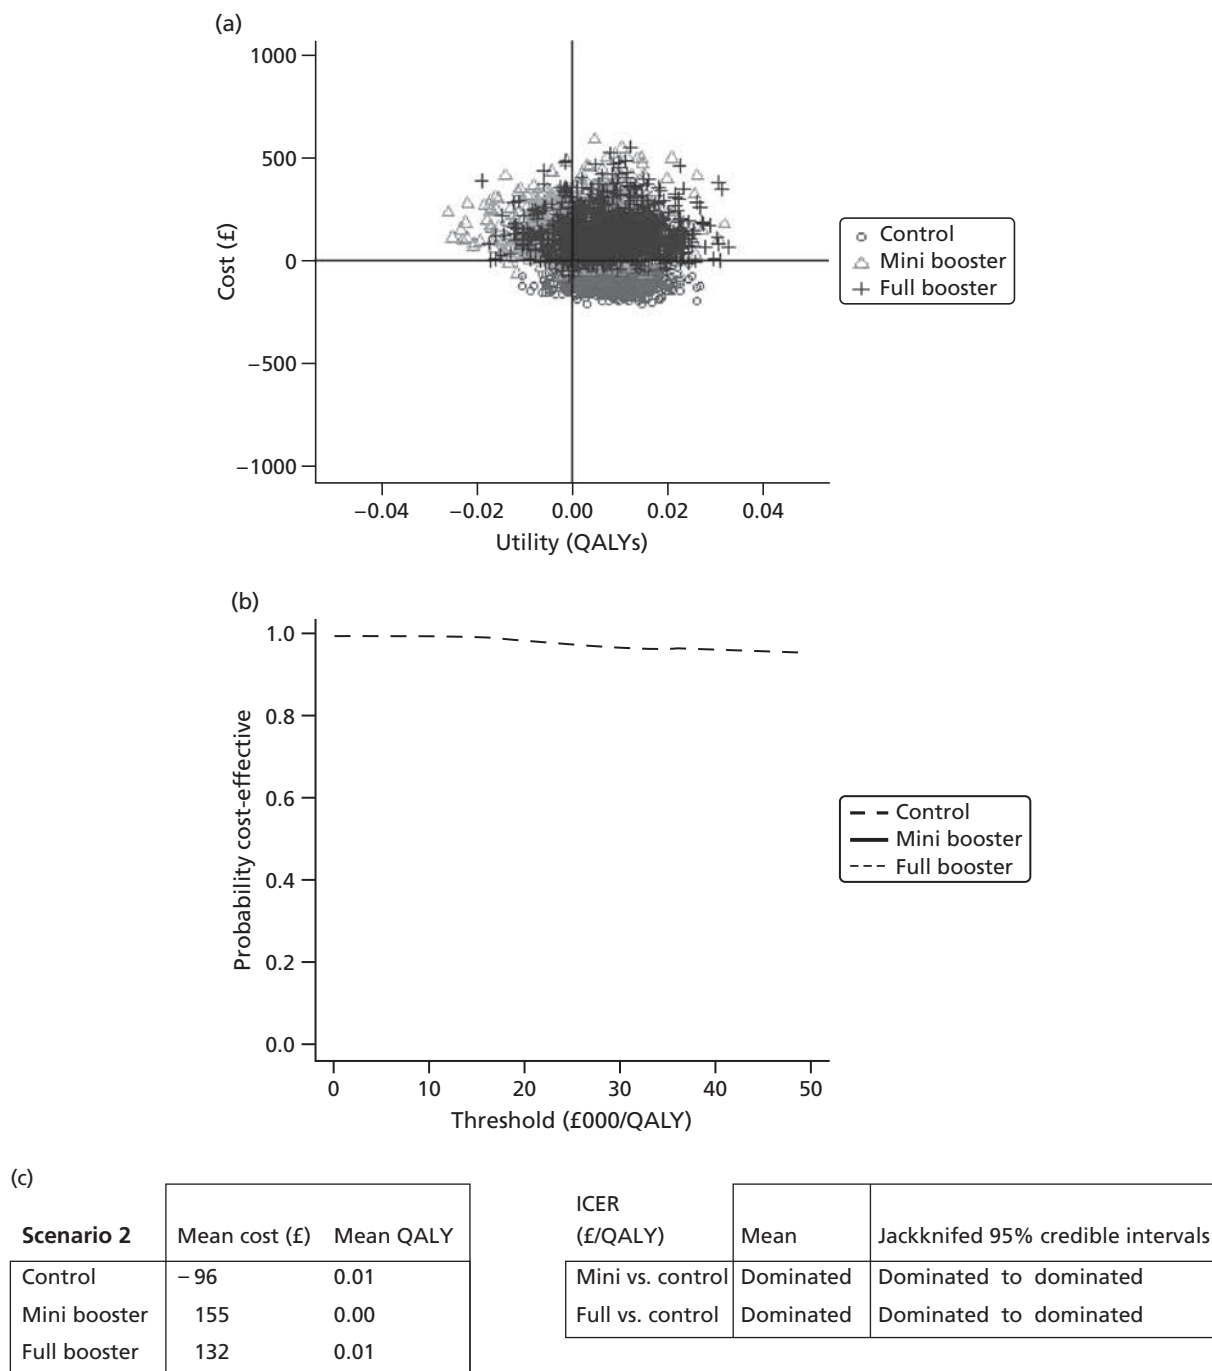 (a)
1000
500
0
−500
−1000
Cost (£)
−0.04 −0.02 0.00 0.02 0.04
Utility (QALYs)
Control
Mini booster
Full booster
(b)
1.0
0.8
0.6
0.4
0.2
0.0
Probability cost-effective
0 10 20 30 40 50
Threshold (£000/QALY)
Control
Mini booster
Full booster
(c)
Scenario 2 Mean cost (£) Mean QALY
Control −96 0.01
Mini booster 155 0.00
Full booster 132 0.01
ICER
(£/QALY) Mean Jackknifed 95% credible intervals
Mini vs. control Dominated Dominated to dominated
Full vs. control Dominated Dominated to dominated